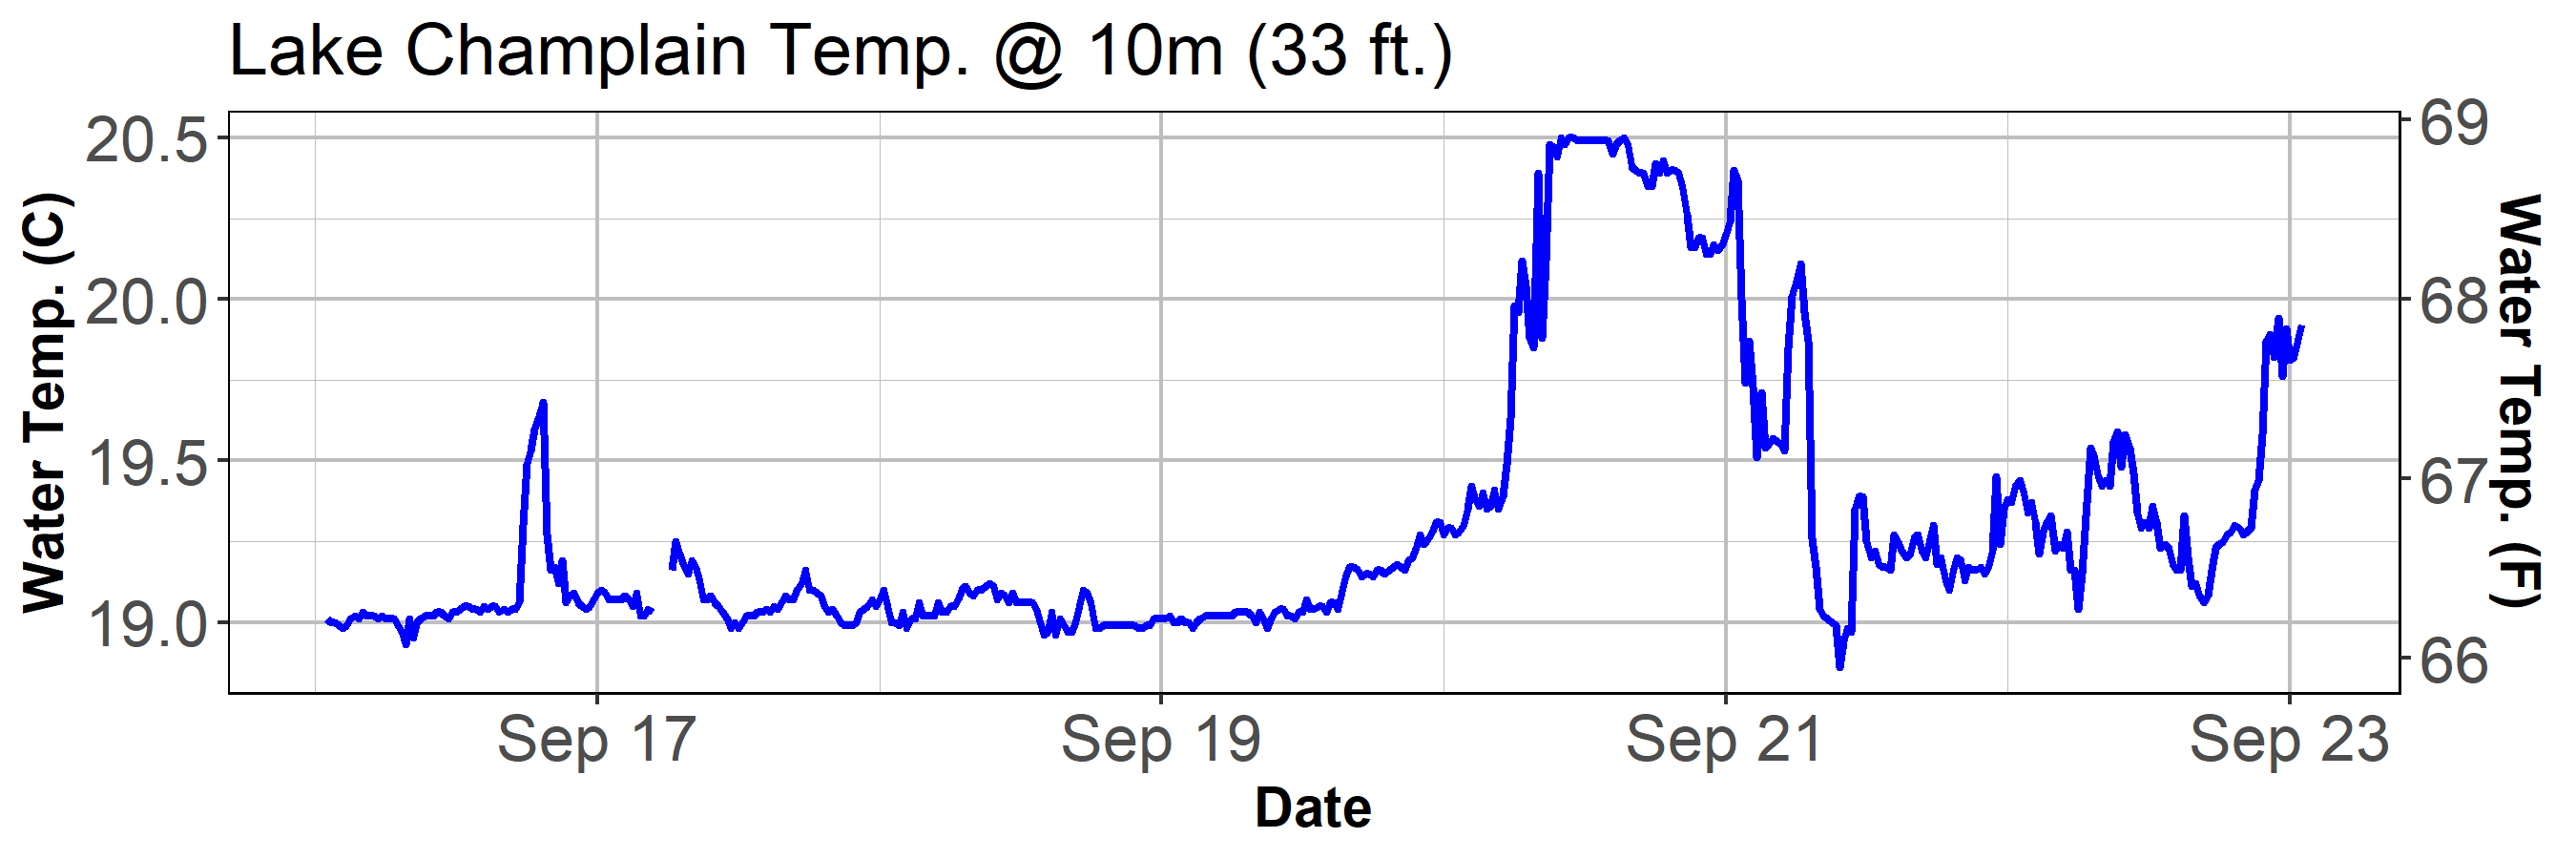 Lake Champlain Temp. @ 10m (33 ft.)
Water Temp. (C)
20.5
20.0
19.5
19.0
69
68
67
66
Water Temp. (F)
Sep 17 Sep 19 Sep 21 Sep 23
Date